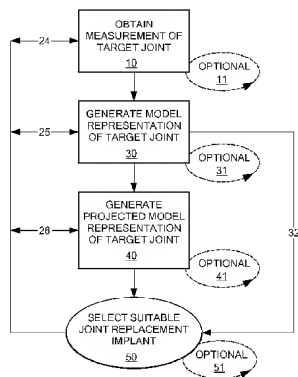 OBTAIN
MEASUREMENT OF
TARGET JOINT
10
OPTIONAL
11
24
GENERATE MODEL
REPRESENTATION
OF TARGET JOINT
30
OPTIONAL
31
25
32
GENERATE
PROJECTED MODEL
REPRESENTATION
OF TARGET JOINT
40
OPTIONAL
41
26
SELECT SUITABLE
JOINT REPLACEMENT
IMPLANT
50
OPTIONAL
51